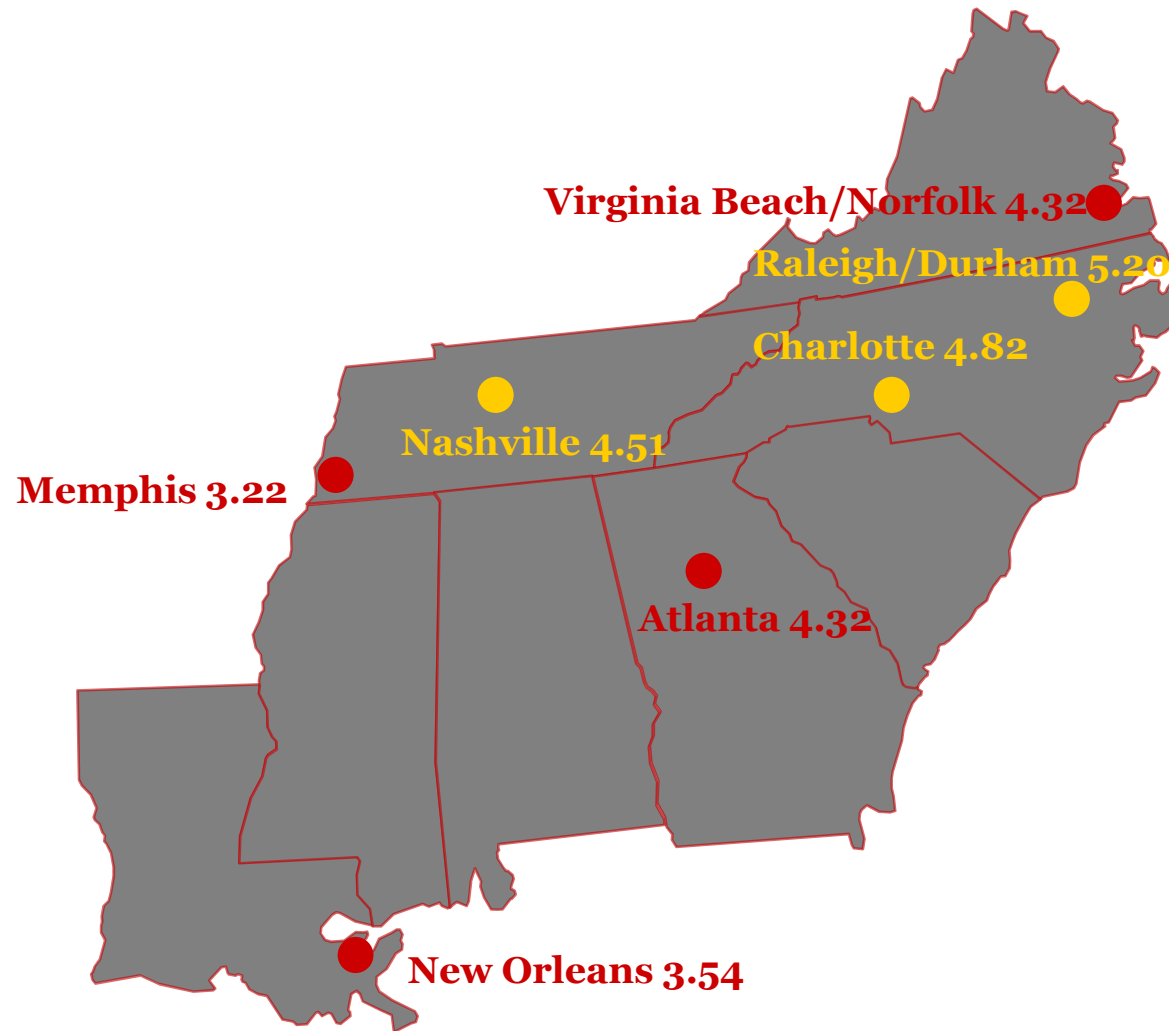 Virginia Beach/Norfolk 4.32
Raleigh/Durham 5.20
Charlotte 4.82
Nashville 4.51
Memphis 3.22
Atlanta 4.32
New Orleans 3.54